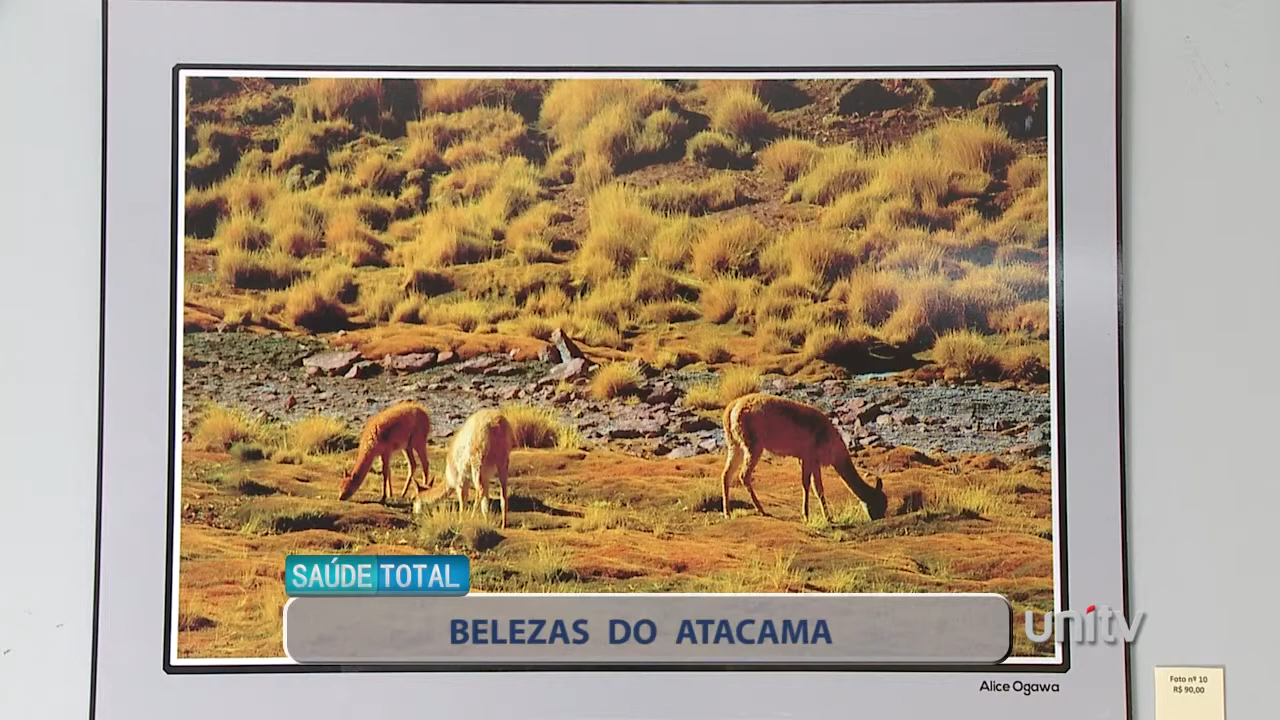 SAÚDE TOTAL
BELEZAS DO ATACAMA
unitv
Alice Ogawa
Foto nº 10
R$ 90,00